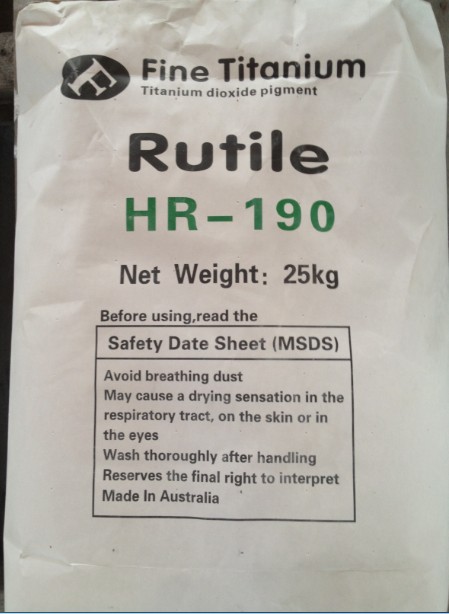 Fine Titanium
Titanium dioxide pigment
Rutile
HR-190
Net Weight: 25kg
Before using,read the
Safety Date Sheet (MSDS)
Avoid breathing dust
May cause a drying sensation in the
respiratory tract, on the skin or in
the eyes
Wash thoroughly after handling
Reserves the final right to interpret
Made In Australia